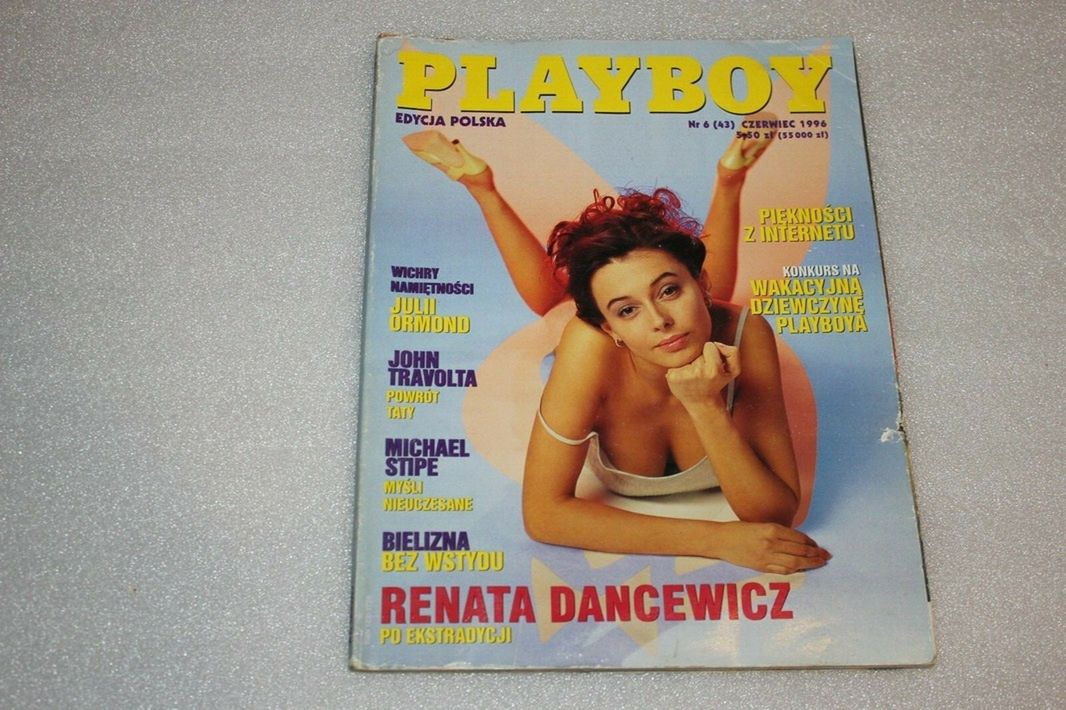 PLAYBOY
EDYCJA POLSKA
Nr 6 (43) CZERWIEC 1996
5.50 zł (55 000 zł)
PIĘKNOŚCI
Z INTERNETU
KONKURS NA
WAKACYJNĄ
DZIEWCZYNĘ
PLAYBOYA
WICHRY
NAMIĘTNOŚCI
JULII
ORMOND
JOHN
TRAVOLTA
POWRÓT
TATY
MICHAEL
STIPE
MYŚLI
NIEUCZESANE
BIELIZNA
BEZ WSTYDU
RENATA DANCEWICZ
PO EKSTRADYCJI